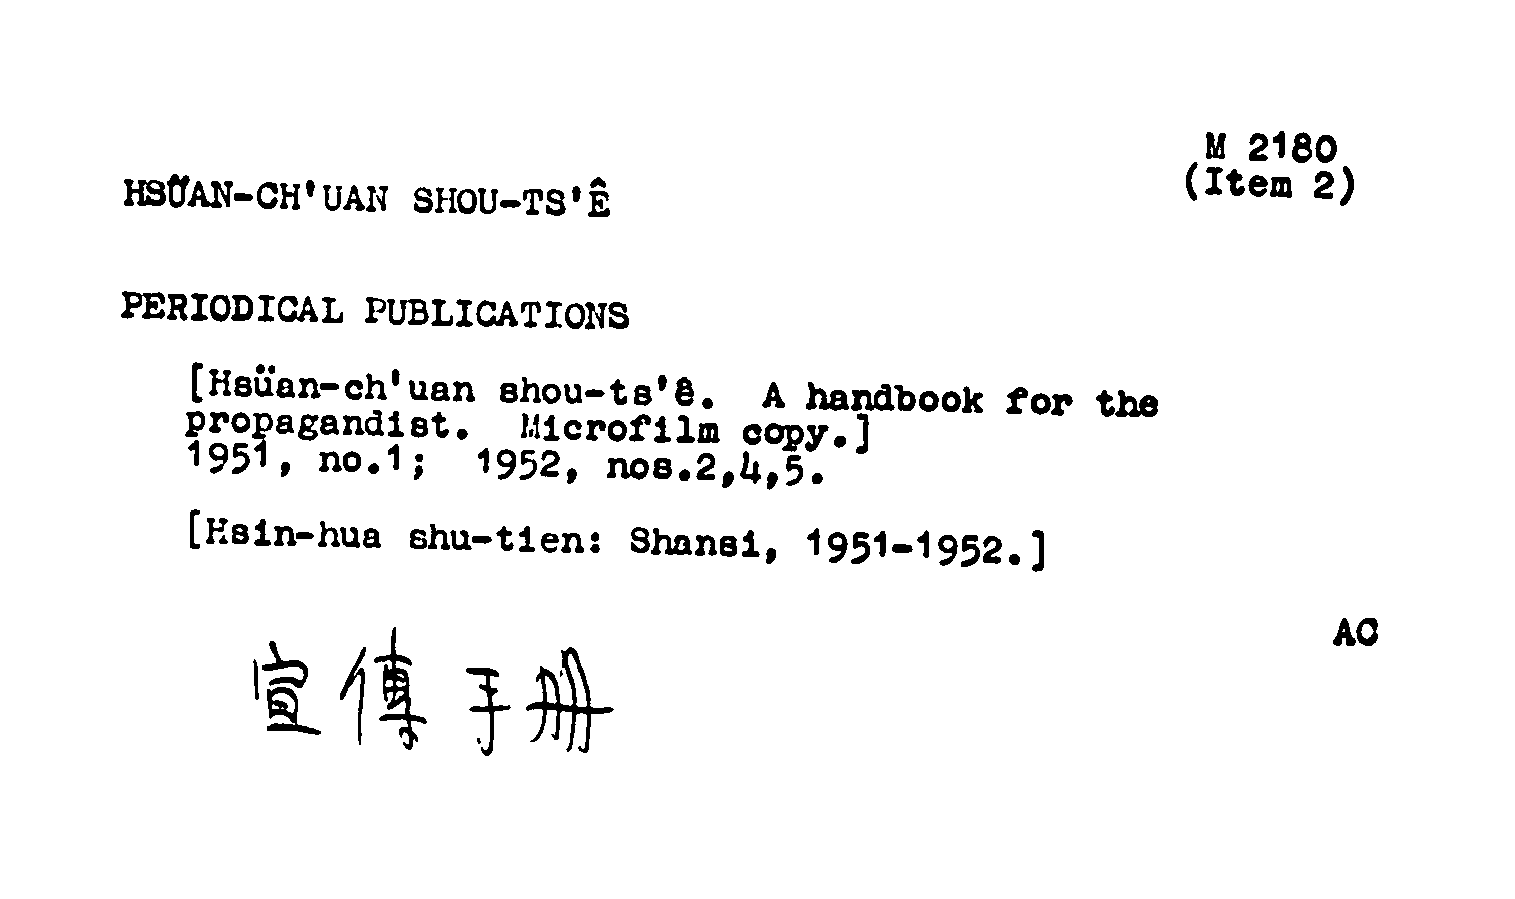 M 2180
(Item 2)
HSÜAN-CH'UAN SHOU-TS'Ê
PERIODICAL PUBLICATIONS
[Hsüan-ch'uan shou-ts'ê. A handbook for the
propagandist. Microfilm copy.]
1951, no.1; 1952, nos.2,4,5.
[Hsin-hua shu-tien: Shansi, 1951-1952.]
AC
宣傳手册